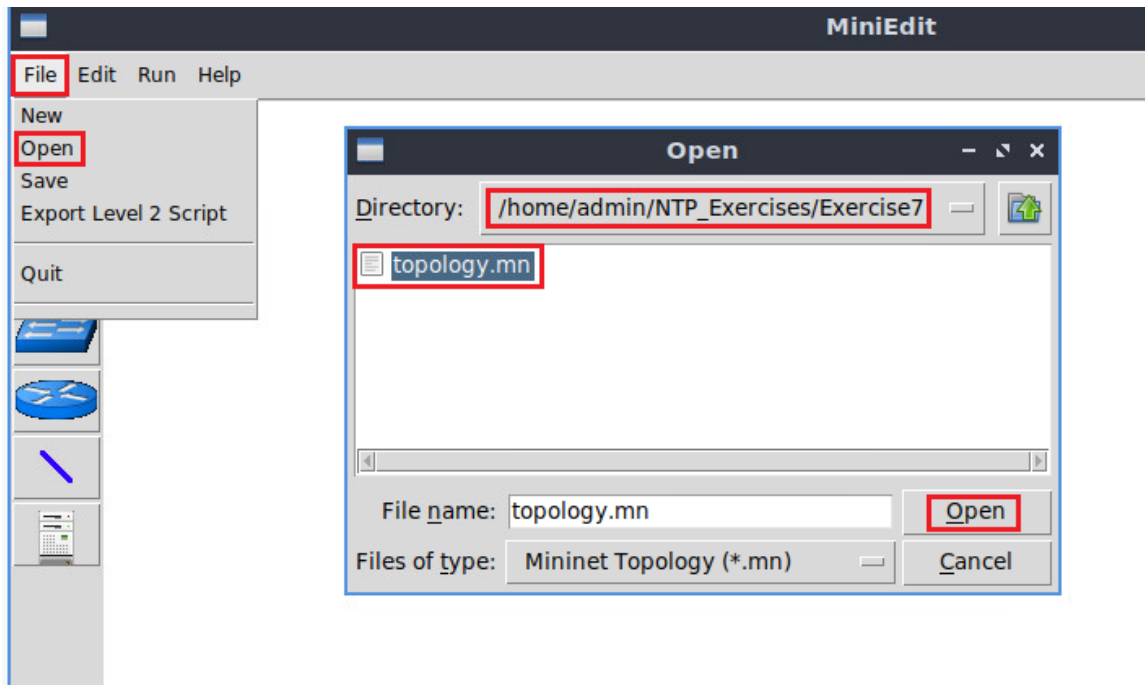 MiniEdit
File Edit Run Help
New
Open
Save
Export Level 2 Script
Quit
Open
Directory: /home/admin/NTP_Exercises/Exercise7
topology.mn
File name: topology.mn Open
Files of type: Mininet Topology (*.mn) Cancel